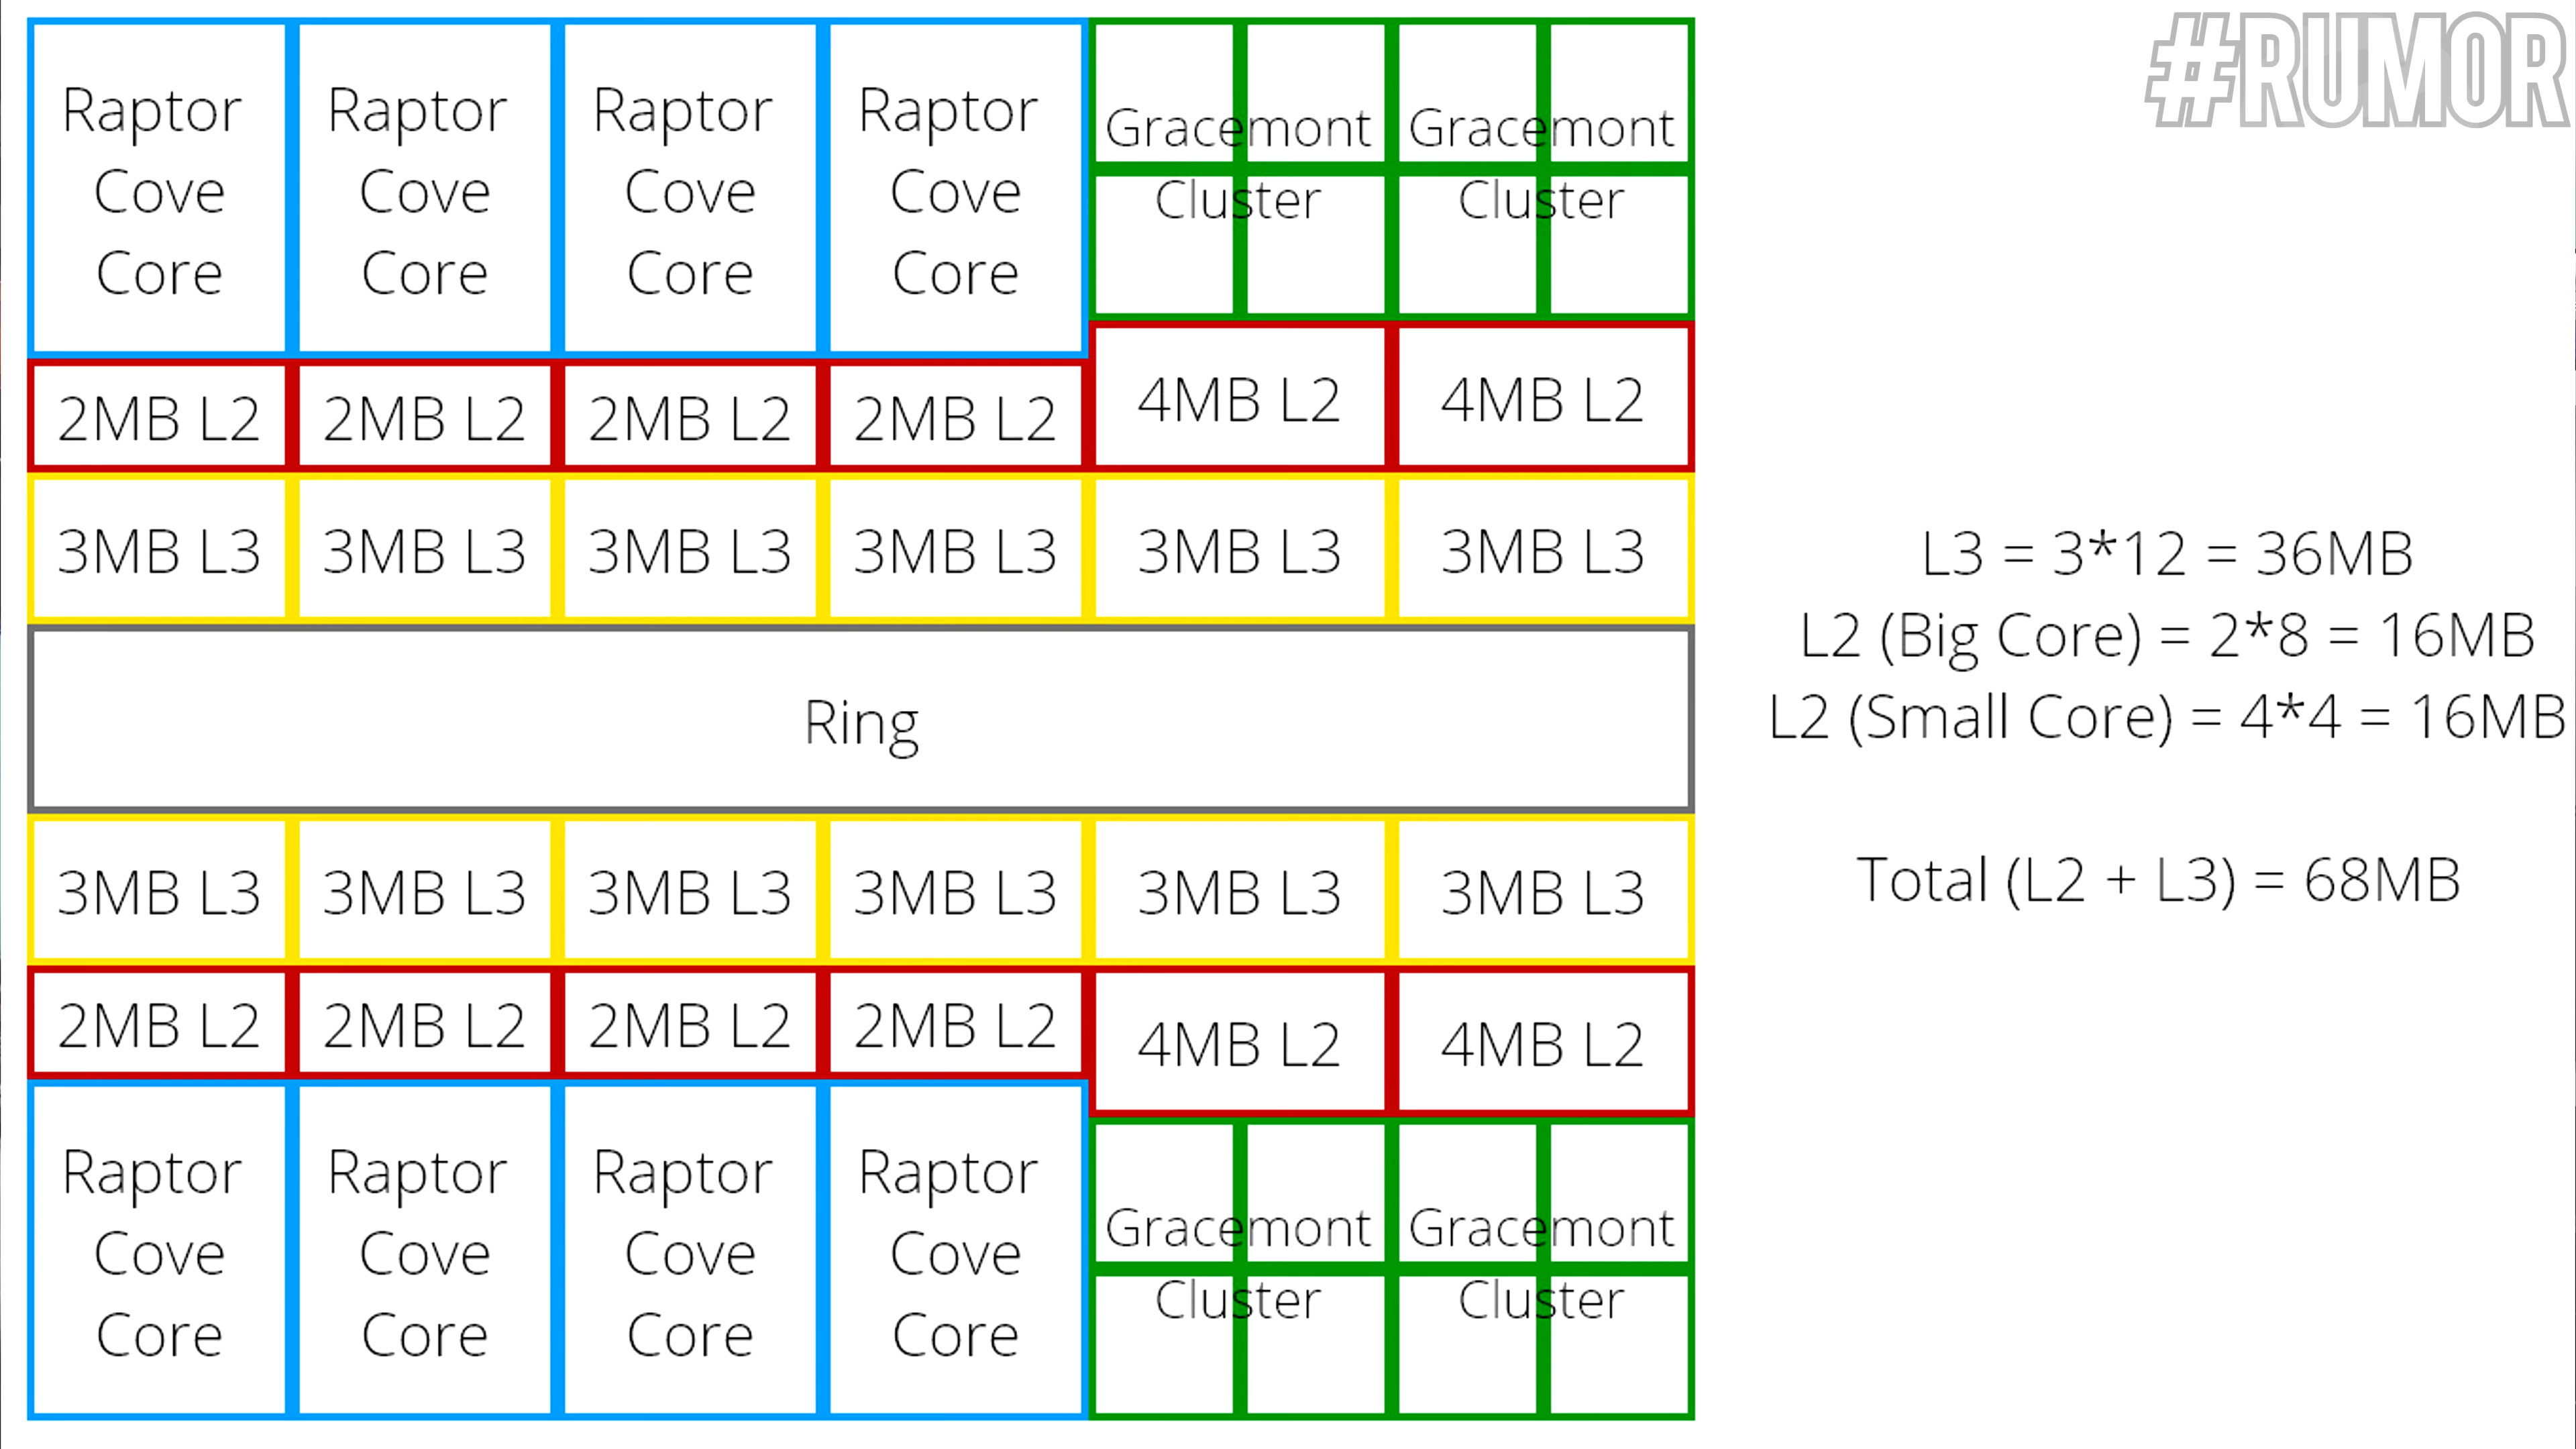 #RUMOR
Raptor Cove Core
Raptor Cove Core
Raptor Cove Core
Raptor Cove Core
Gracemont Cluster
Gracemont Cluster
2MB L2
2MB L2
2MB L2
2MB L2
4MB L2
4MB L2
3MB L3
3MB L3
3MB L3
3MB L3
3MB L3
3MB L3
Ring
3MB L3
3MB L3
3MB L3
3MB L3
3MB L3
3MB L3
2MB L2
2MB L2
2MB L2
2MB L2
4MB L2
4MB L2
Raptor Cove Core
Raptor Cove Core
Raptor Cove Core
Raptor Cove Core
Gracemont Cluster
Gracemont Cluster
L3 = 3*12 = 36MB
L2 (Big Core) = 2*8 = 16MB
L2 (Small Core) = 4*4 = 16MB
Total (L2 + L3) = 68MB